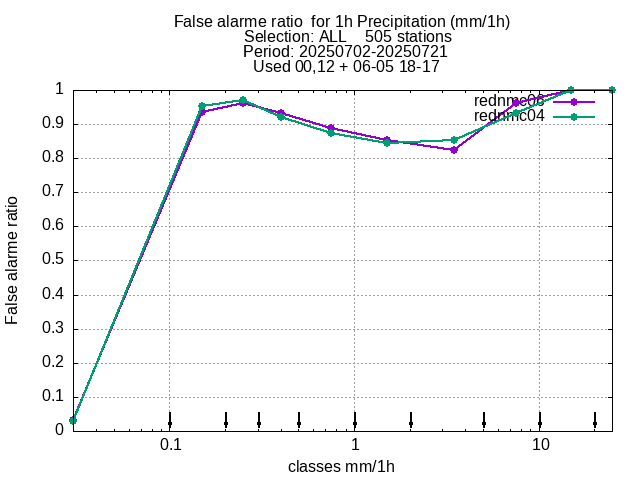 False alarme ratio  for 1h Precipitation (mm/1h)
Selection: ALL    505 stations
Period: 20250702-20250721
Used 00,12 + 06-05 18-17
rednmc06
rednmc04
1
0.9
0.8
0.7
0.6
0.5
0.4
0.3
0.2
0.1
0
False alarme ratio
0.1 1 10
classes mm/1h